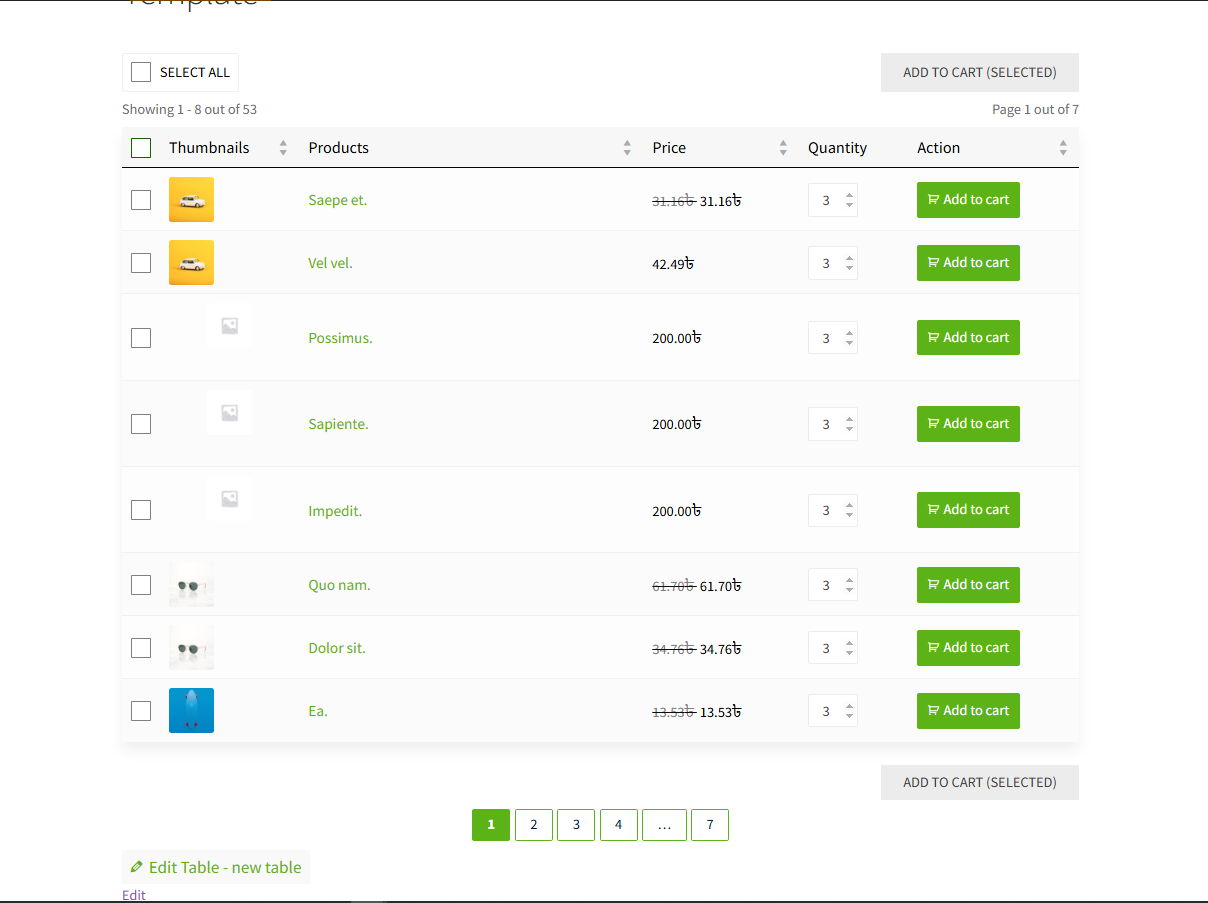 Template
SELECT ALL
ADD TO CART (SELECTED)
Showing 1 - 8 out of 53
Page 1 out of 7
Thumbnails Products Price Quantity Action
Saepe et. 31.16৳ 31.16৳ 3 Add to cart
Vel vel. 42.49৳ 3 Add to cart
Possimus. 200.00৳ 3 Add to cart
Sapiente. 200.00৳ 3 Add to cart
Impedit. 200.00৳ 3 Add to cart
Quo nam. 61.70৳ 61.70৳ 3 Add to cart
Dolor sit. 34.76৳ 34.76৳ 3 Add to cart
Ea. 13.53৳ 13.53৳ 3 Add to cart
ADD TO CART (SELECTED)
1 2 3 4 ... 7
Edit Table - new table
Edit